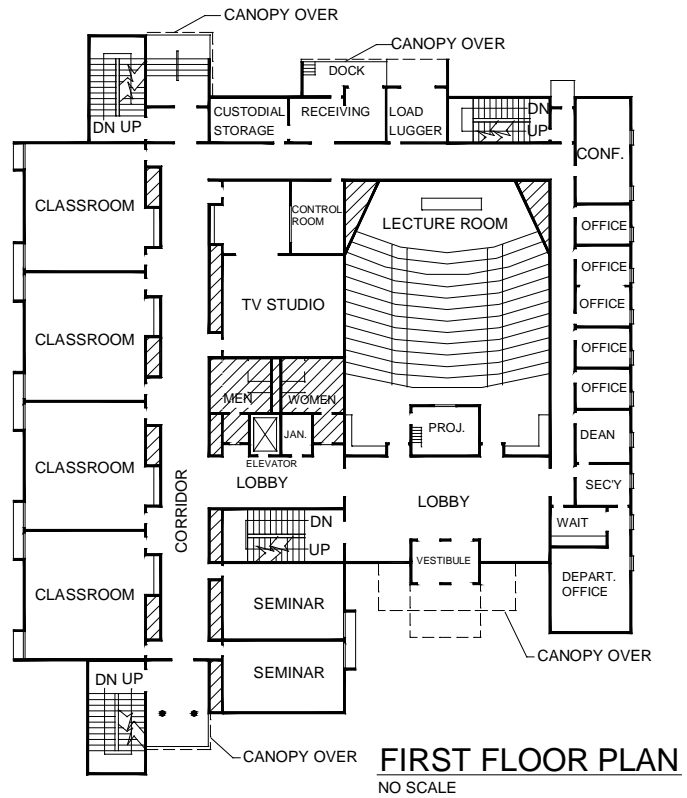 CANOPY OVER
CANOPY OVER
DOCK
CUSTODIAL
STORAGE
RECEIVING
LOAD
LUGGER
DN
UP
DN UP
CONF.
CLASSROOM
CONTROL
ROOM
LECTURE ROOM
OFFICE
OFFICE
TV STUDIO
OFFICE
CLASSROOM
OFFICE
OFFICE
MEN
WOMEN
PROJ.
DEAN
JAN.
ELEVATOR
CLASSROOM
LOBBY
SEC'Y
LOBBY
CORRIDOR
DN
UP
WAIT
VESTIBULE
DEPART.
OFFICE
CLASSROOM
SEMINAR
CANOPY OVER
SEMINAR
DN UP
CANOPY OVER
FIRST FLOOR PLAN
NO SCALE